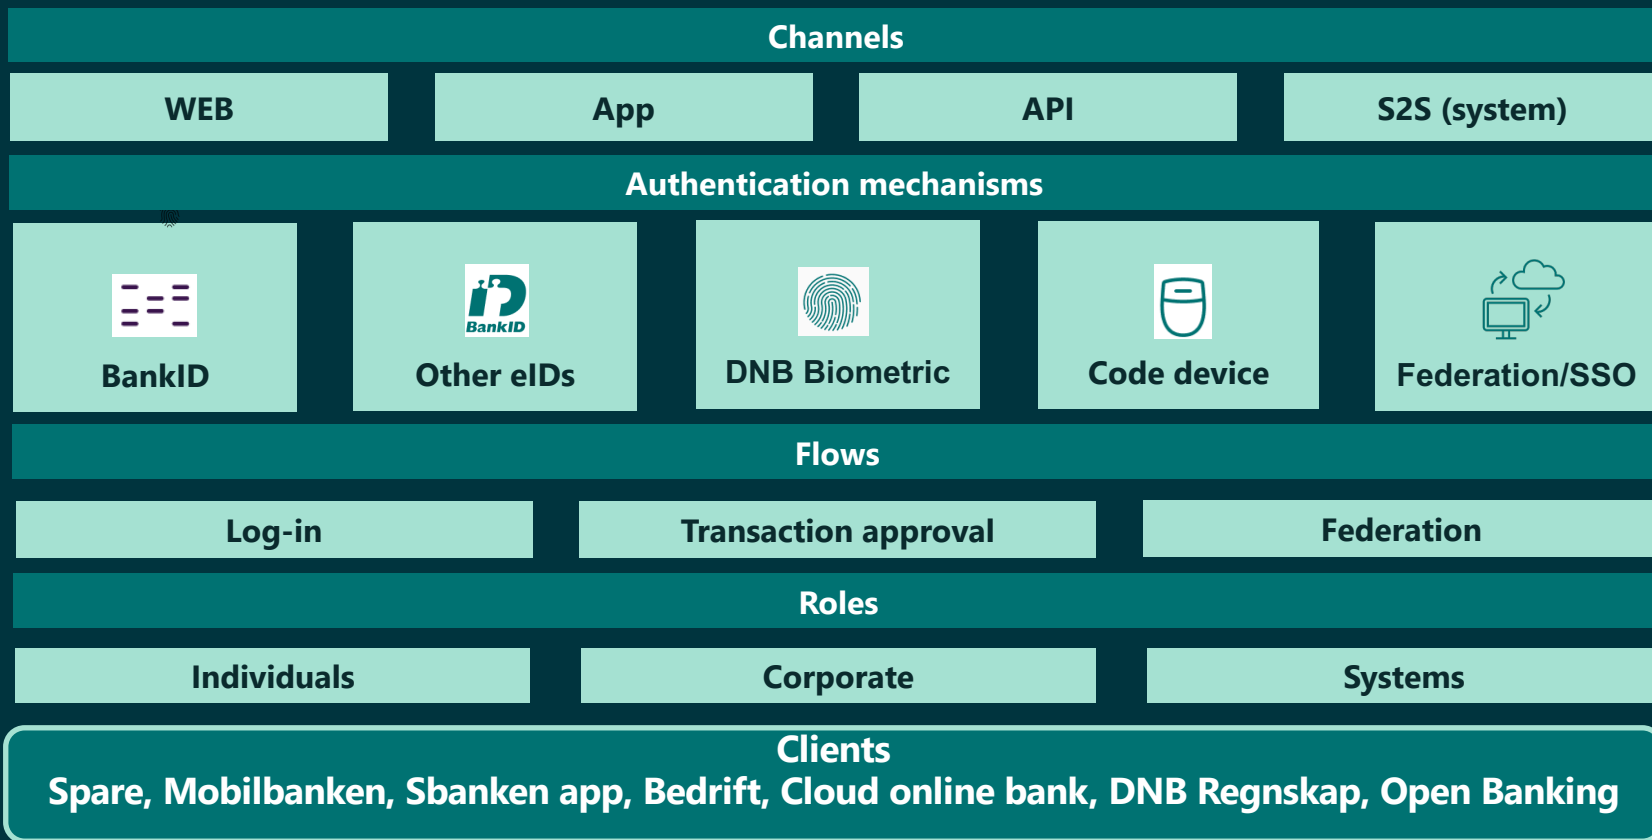 Channels
WEB
App
API
S2S (system)
Authentication mechanisms
BankID
BankID
Other eIDs
DNB Biometric
Code device
Federation/SSO
Flows
Log-in
Transaction approval
Federation
Roles
Individuals
Corporate
Systems
Clients
Spare, Mobilbanken, Sbanken app, Bedrift, Cloud online bank, DNB Regnskap, Open Banking